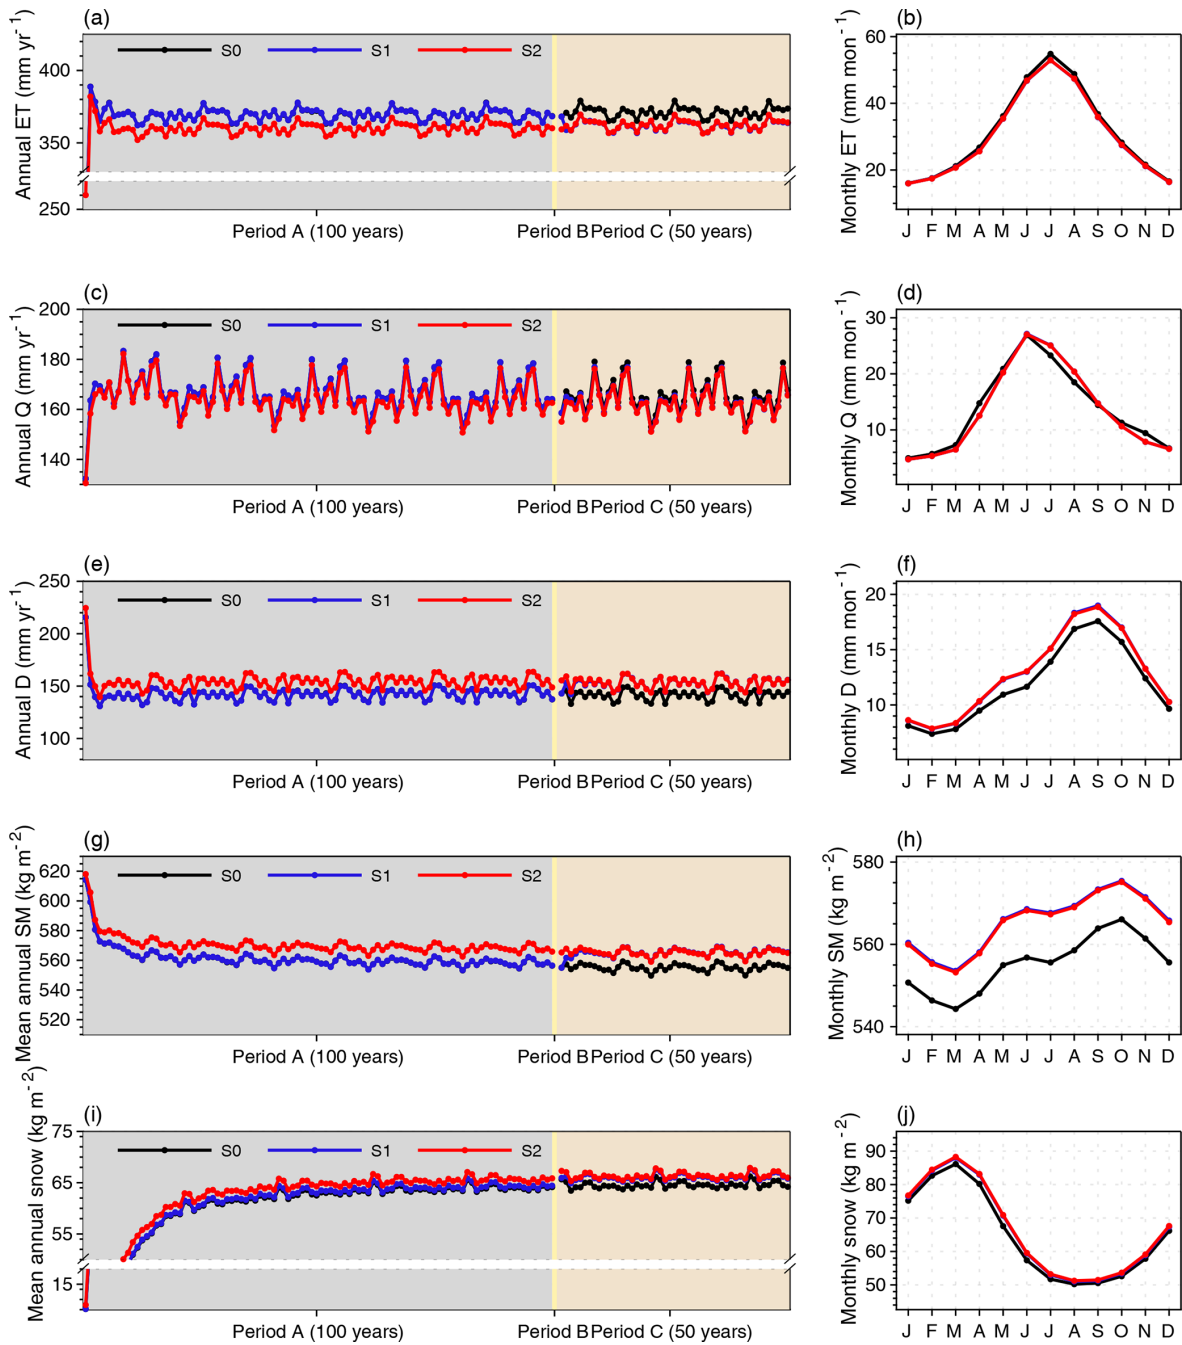 (a)
S0 S1 S2
Annual ET (mm yr-1)
400
350
250
Period A (100 years) Period B Period C (50 years)
(b)
Monthly ET (mm mon-1)
60
40
20
J F M A M J J A S O N D
(c)
S0 S1 S2
Annual Q (mm yr-1)
200
180
160
140
Period A (100 years) Period B Period C (50 years)
(d)
Monthly Q (mm mon-1)
30
20
10
J F M A M J J A S O N D
(e)
S0 S1 S2
Annual D (mm yr-1)
250
200
150
100
Period A (100 years) Period B Period C (50 years)
(f)
Monthly D (mm mon-1)
20
15
10
J F M A M J J A S O N D
(g)
S0 S1 S2
Mean annual SM (kg m-2)
620
600
580
560
540
520
Period A (100 years) Period B Period C (50 years)
(h)
Monthly SM (kg m-2)
580
560
540
J F M A M J J A S O N D
(i)
S0 S1 S2
Mean annual snow (kg m-2)
75
65
55
15
Period A (100 years) Period B Period C (50 years)
(j)
Monthly snow (kg m-2)
90
80
70
60
50
J F M A M J J A S O N D